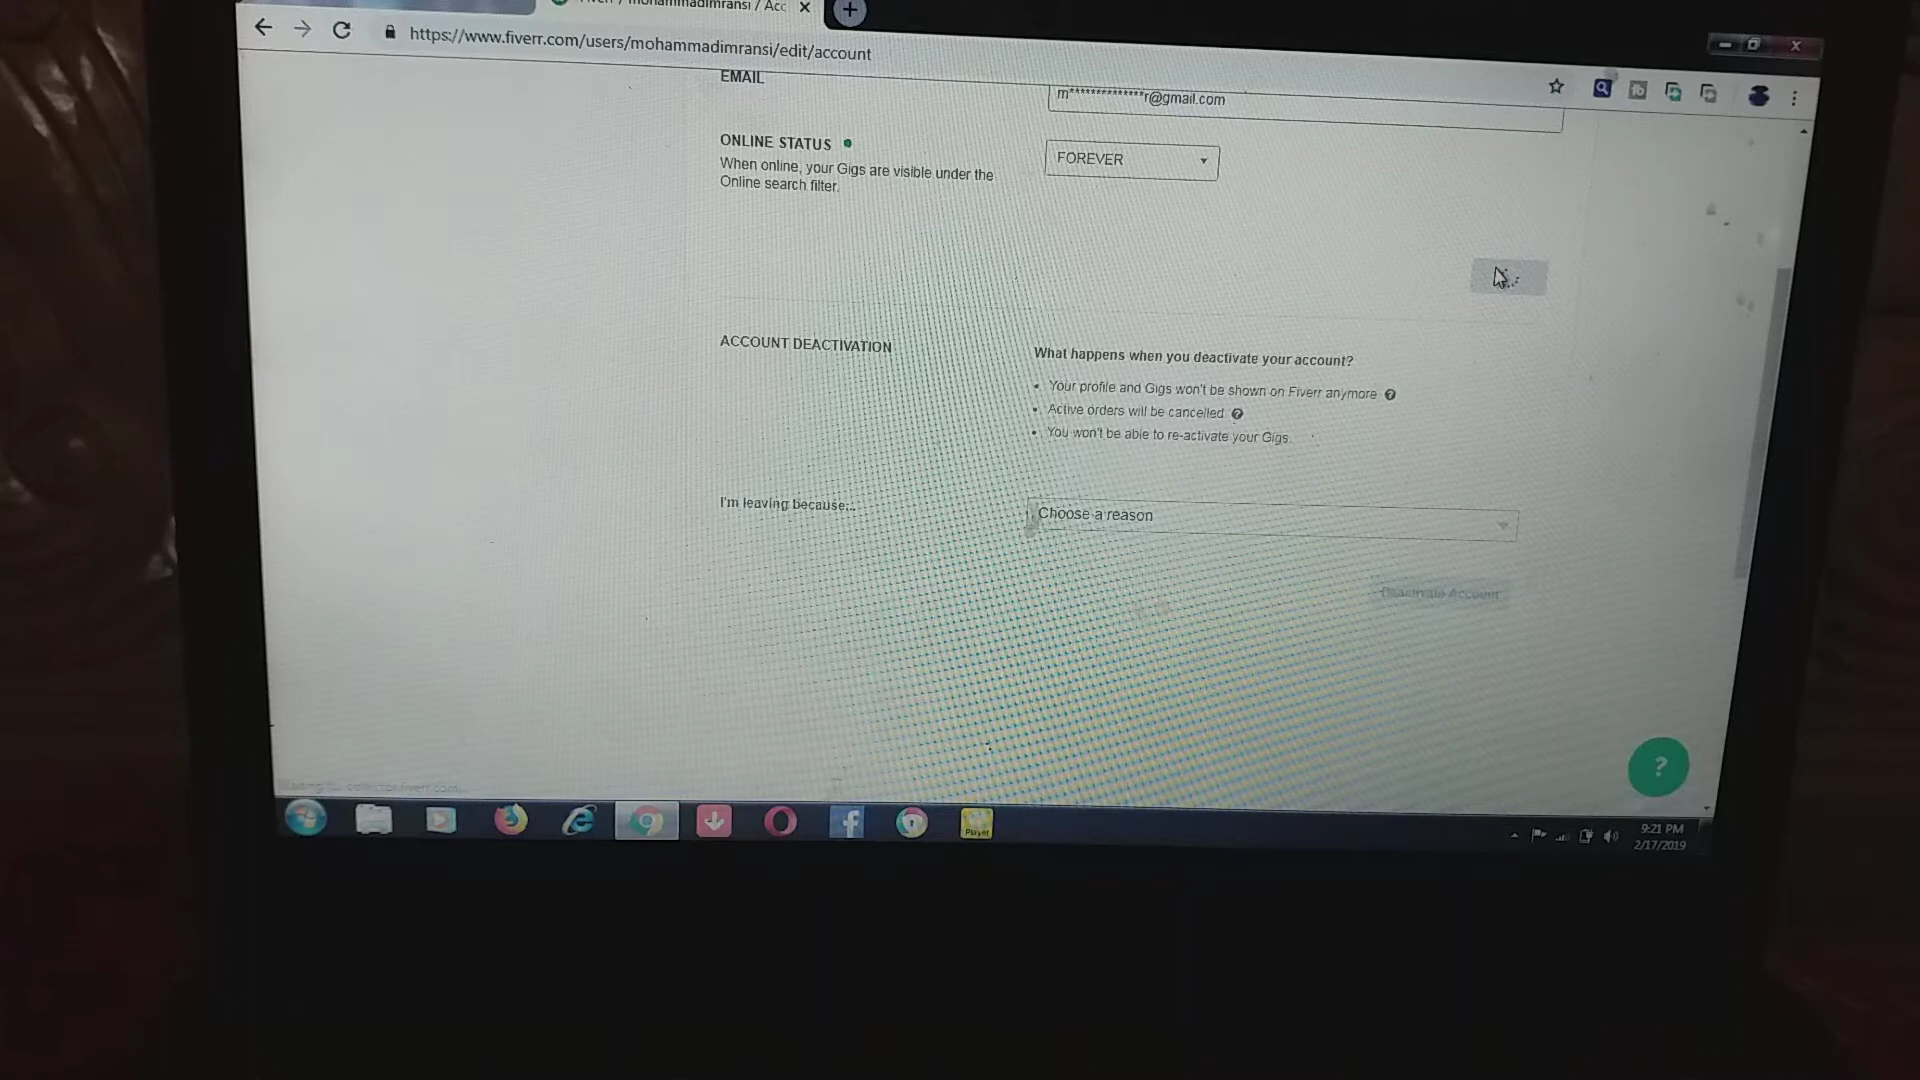 https://www.fiverr.com/users/mohammadimransi/edit/account
EMAIL
m**************r@gmail.com
ONLINE STATUS
When online, your Gigs are visible under the
Online search filter.
FOREVER
ACCOUNT DEACTIVATION
What happens when you deactivate your account?
• Your profile and Gigs won't be shown on Fiverr anymore ?
• Active orders will be cancelled ?
• You won't be able to re-activate your Gigs
I'm leaving because...
Choose a reason
Deactivate Account
?
Player
9:21 PM
2/17/2019